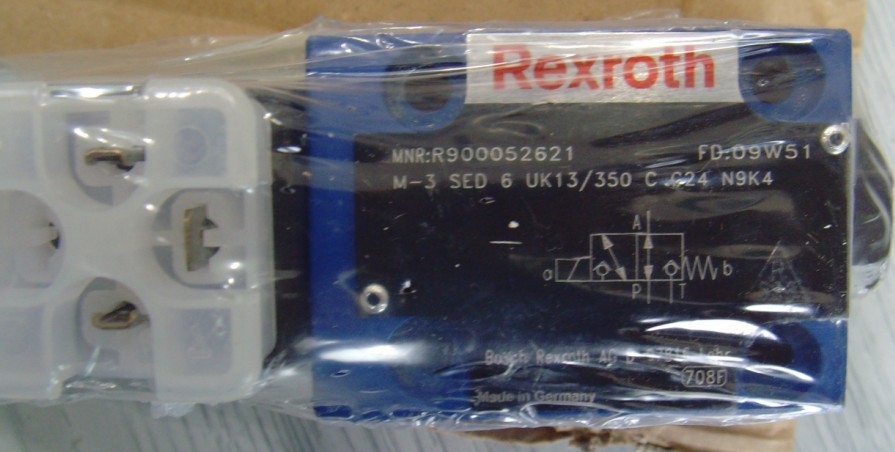 Rexroth
MNR:R900052621 FD:09W51
M-3 SED 6 UK13/350 C G24 N9K4
A
a b
P T
Bosch Rexroth AG D
708F
Made in Germany